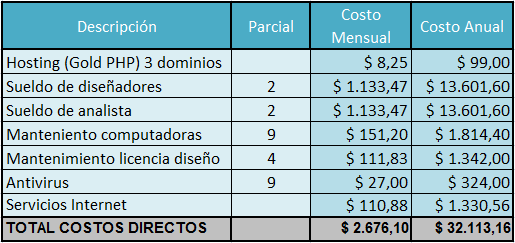 Descripción Parcial Costo Mensual Costo Anual
Hosting (Gold PHP) 3 dominios $ 8,25 $ 99,00
Sueldo de diseñadores 2 $ 1.133,47 $ 13.601,60
Sueldo de analista 2 $ 1.133,47 $ 13.601,60
Manteniento computadoras 9 $ 151,20 $ 1.814,40
Mantenimiento licencia diseño 4 $ 111,83 $ 1.342,00
Antivirus 9 $ 27,00 $ 324,00
Servicios Internet $ 110,88 $ 1.330,56
TOTAL COSTOS DIRECTOS $ 2.676,10 $ 32.113,16